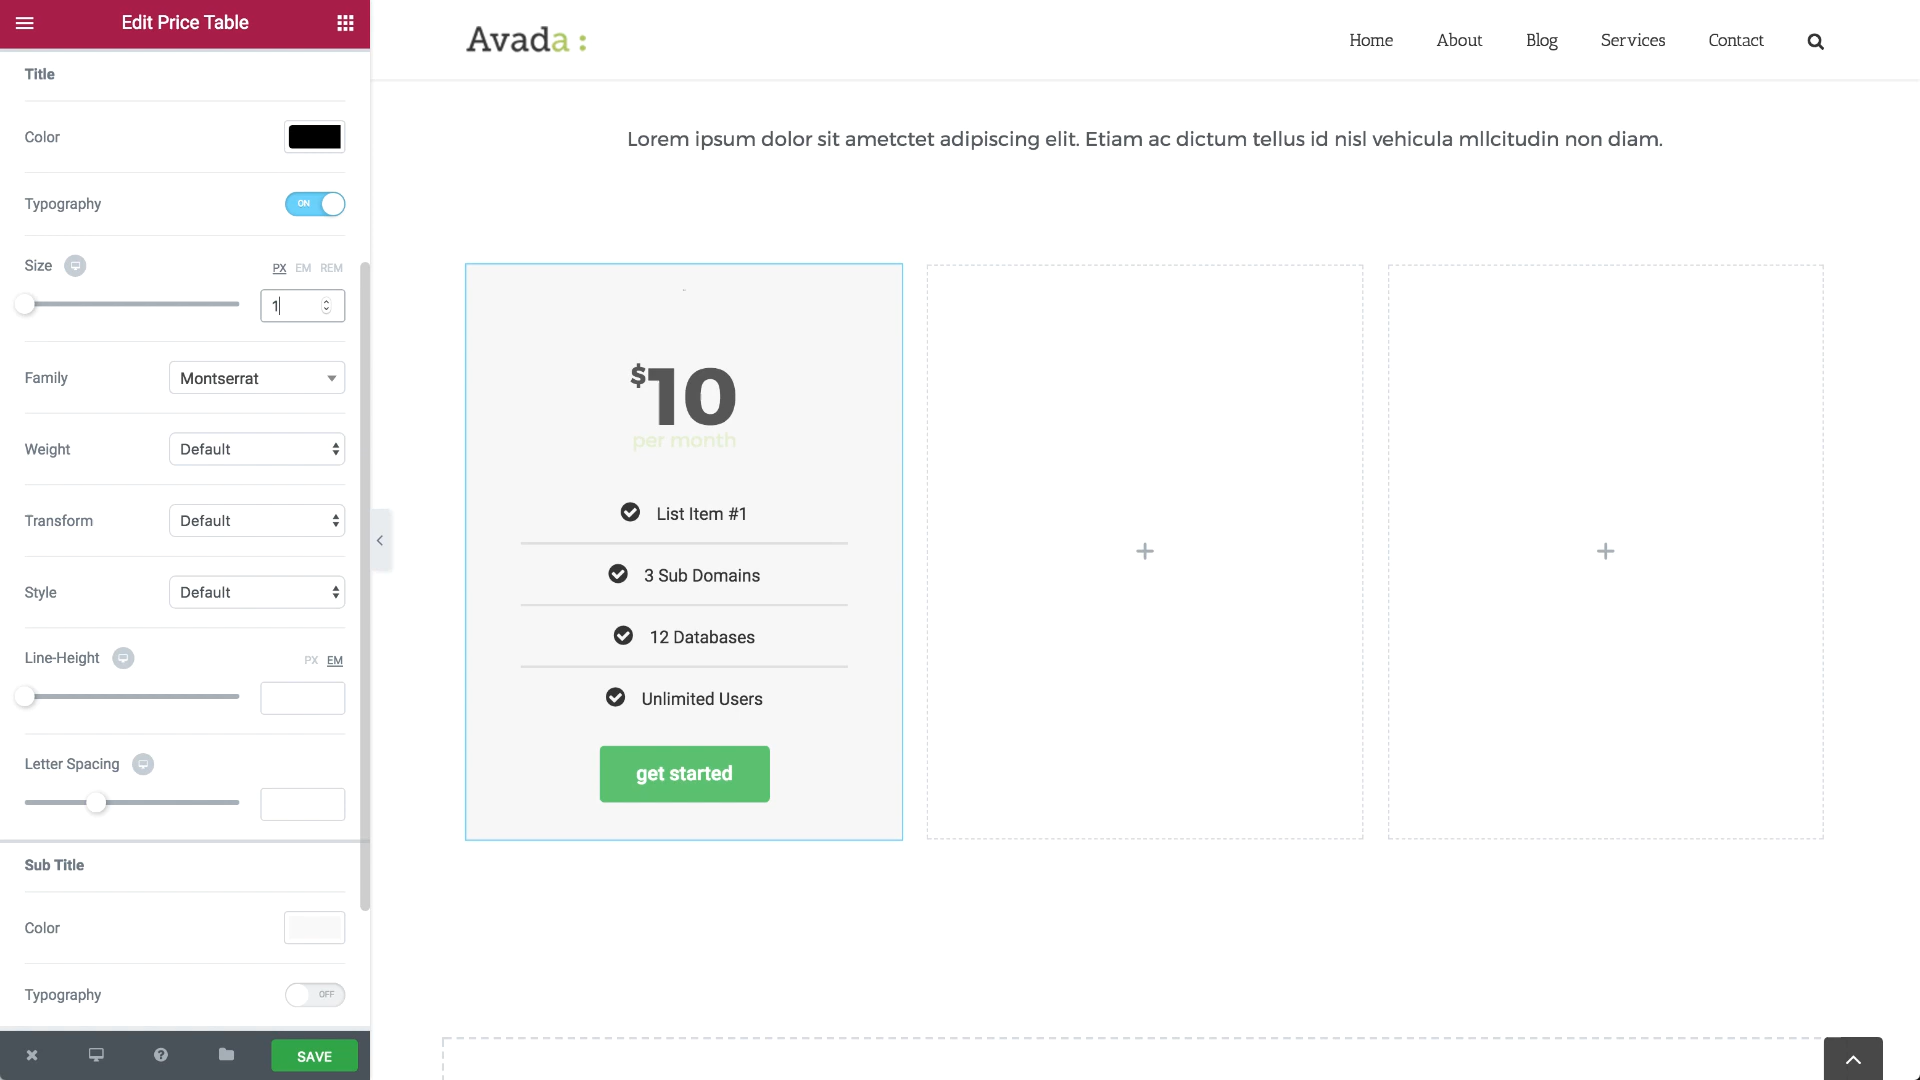 Edit Price Table
Title
Color
Typography
ON
Size
PX EM REM
1
Family
Montserrat
Weight
Default
Transform
Default
Style
Default
Line-Height
PX EM
Letter Spacing
Sub Title
Color
Typography
OFF
SAVE
Avada :
Home About Blog Services Contact
Lorem ipsum dolor sit ametctet adipiscing elit. Etiam ac dictum tellus id nisl vehicula mllcitudin non diam.
$10
per month
List Item #1
3 Sub Domains
12 Databases
Unlimited Users
get started